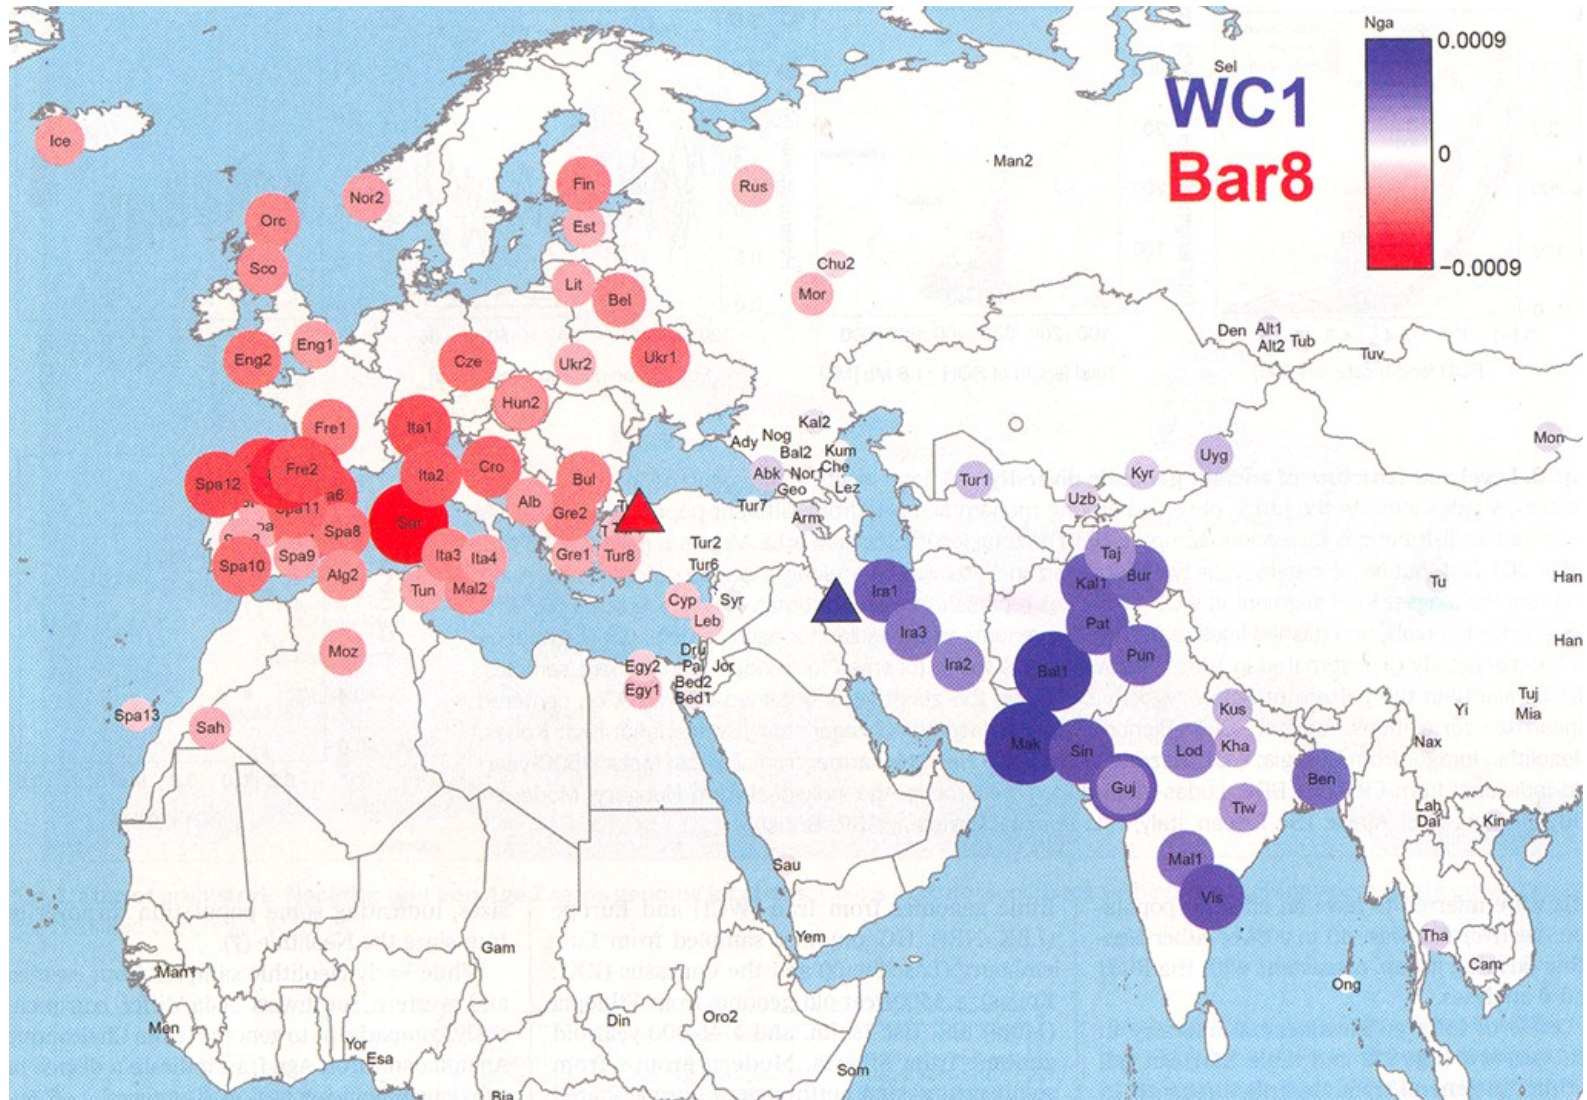 Nga
0.0009
0
−0.0009
WC1
Bar8
Sel
Man2
Ice
Nor2
Fin
Rus
Orc
Est
Sco
Chu2
Lit
Bel
Mor
Eng1
Eng2
Cze
Ukr2
Ukr1
Den
Alt1
Alt2
Tub
Tuv
Hun2
Fre1
Ita1
Kal2
Ady
Nog
Bal2
Kum
Che
Mon
Uyg
Fre2
Ita2
Cro
Bul
Abk
Nor1
Geo
Lez
Tur1
Kyr
Spa12
Spa11
Alb
Gre2
Tur7
Arm
Uzb
Sar
Spa8
Ita3
Ita4
Gre1
Tur8
Tur2
Tur6
Taj
Bur
Kal1
Spa9
Spa10
Alg2
Tun
Mal2
Cyp
Syr
Leb
Ira1
Ira3
Ira2
Pat
Pun
Tu
Han
Han
Moz
Dru
Pal
Jor
Bed2
Bed1
Egy2
Egy1
Bal1
Spa13
Sah
Mak
Sin
Kus
Lod
Kha
Yi
Tuj
Mia
Nax
Guj
Tiw
Ben
Lah
Dai
Kin
Sau
Mal1
Vis
Yem
Gam
Tha
Cam
Man1
Ong
Men
Yor
Esa
Din
Oro2
Som